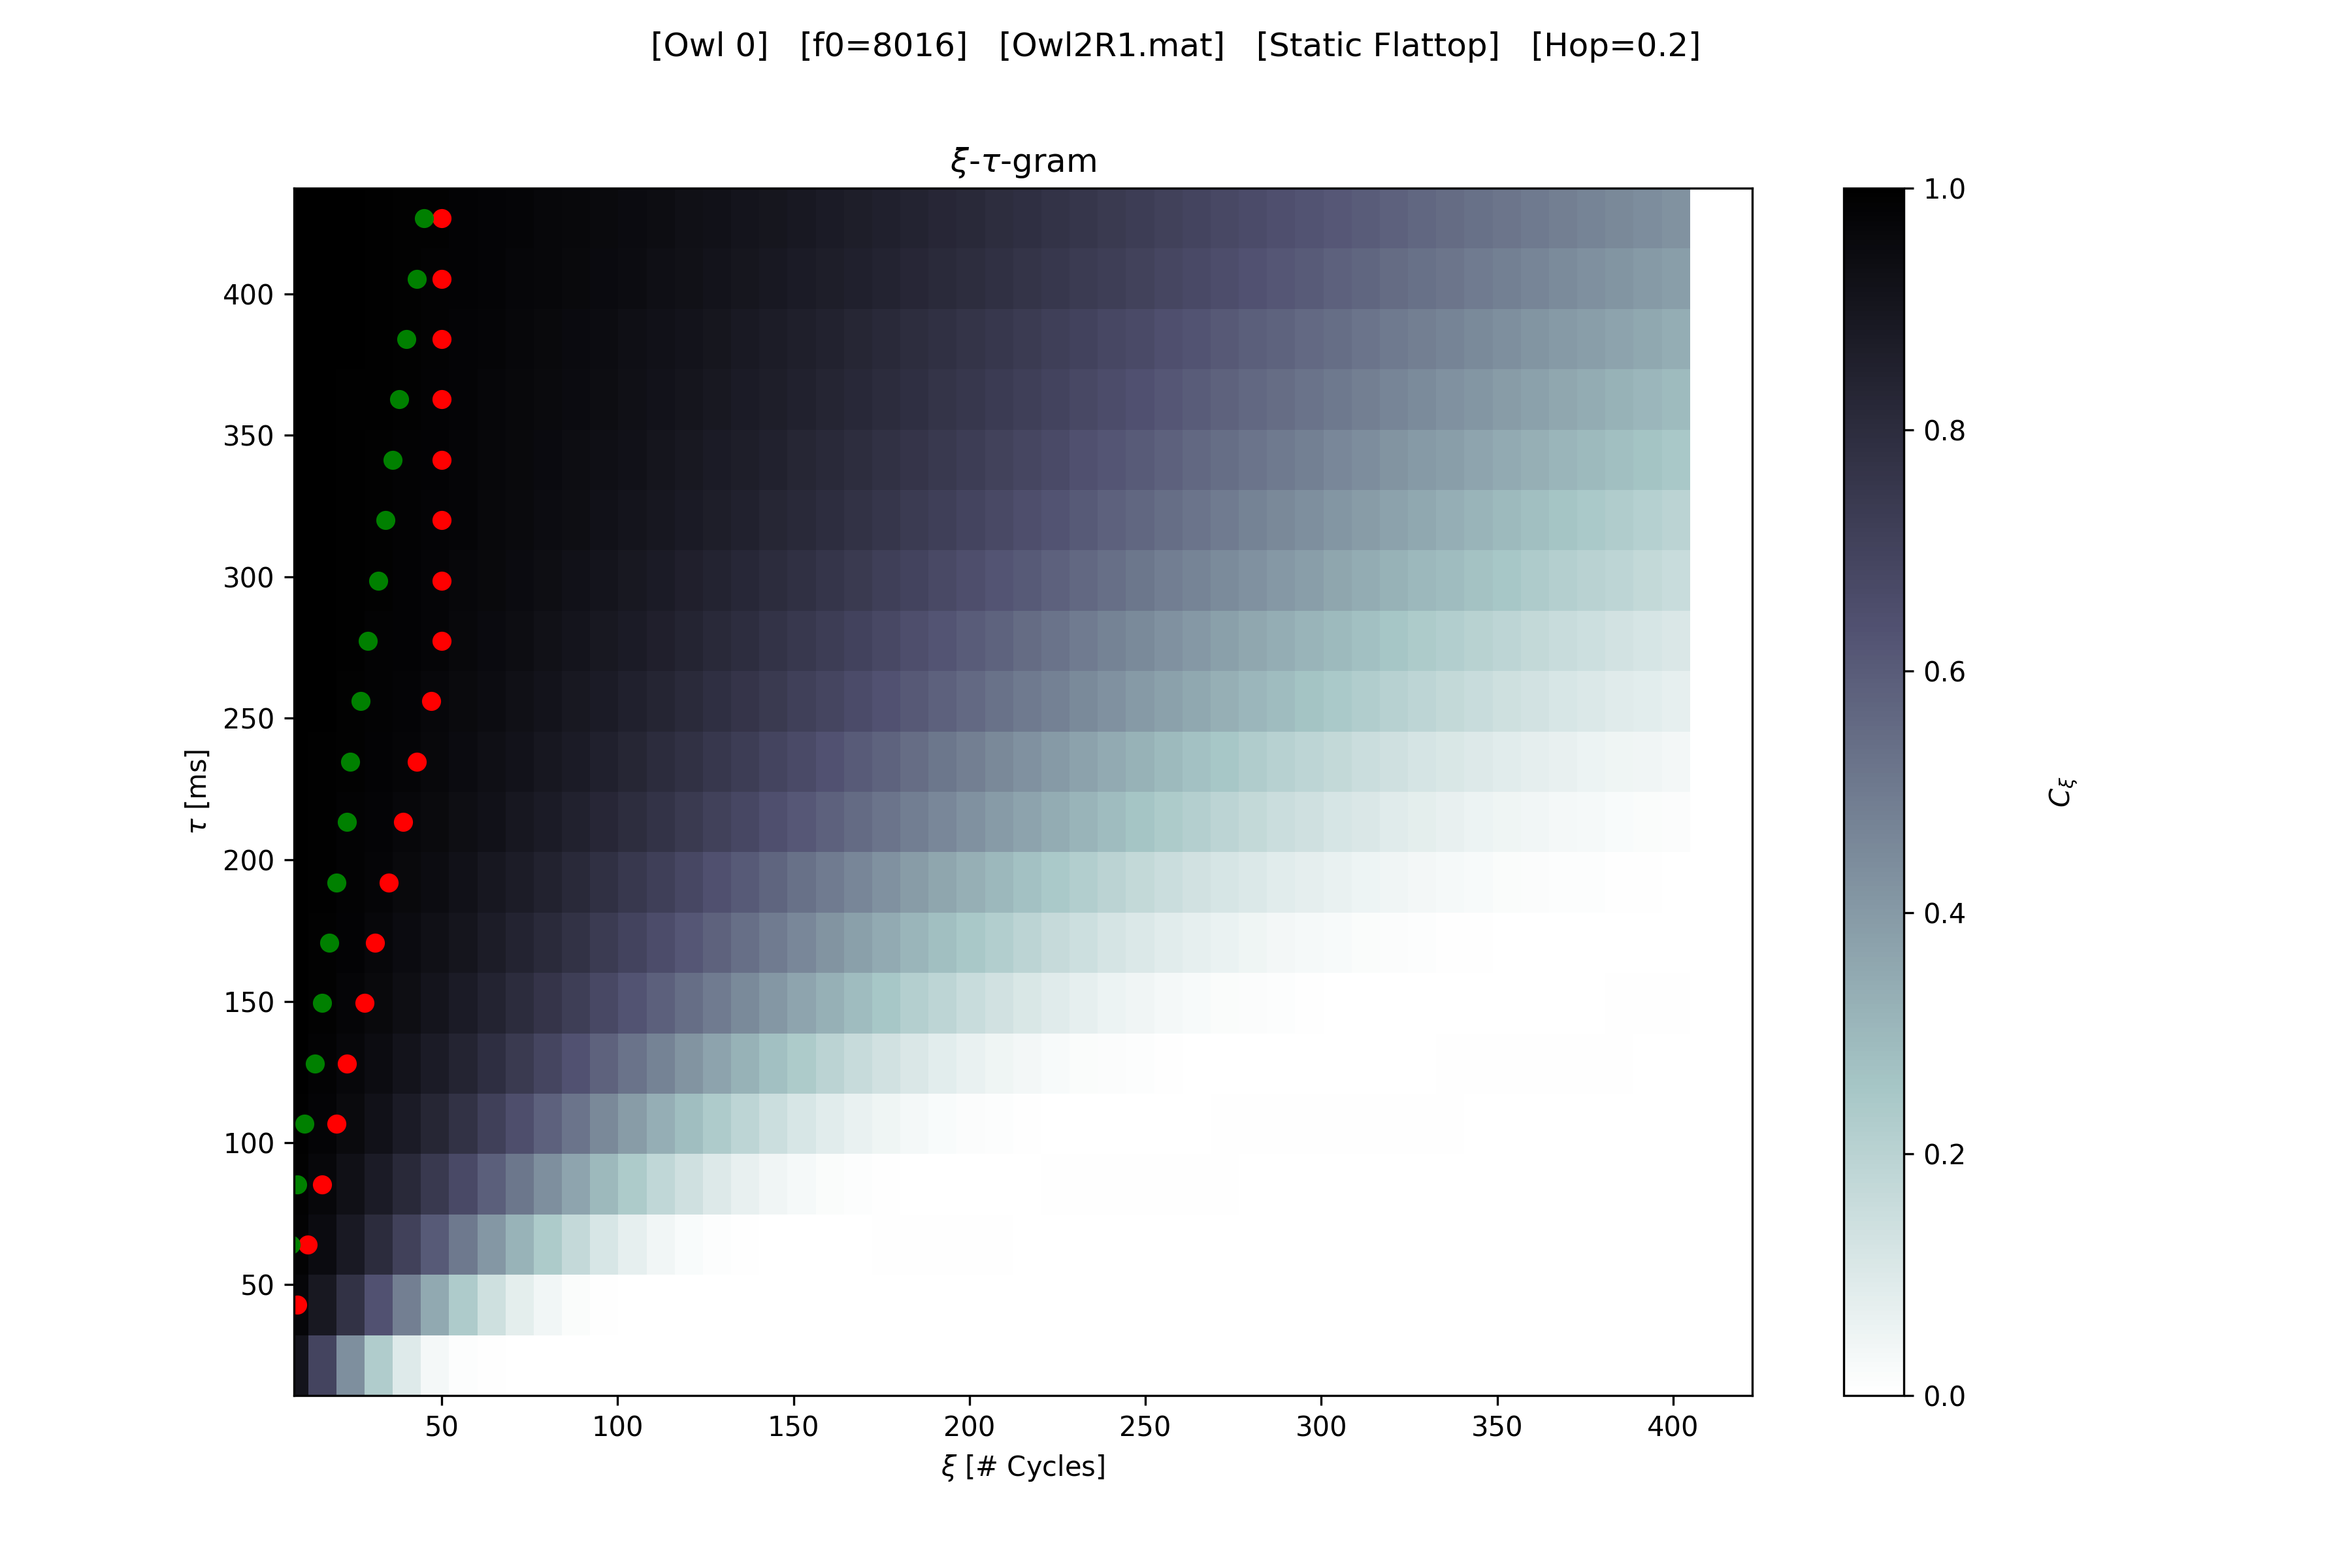 [Owl 0] [f0=8016] [Owl2R1.mat] [Static Flattop] [Hop=0.2]
ξ-τ-gram
τ [ms]
400
350
300
250
200
150
100
50
50 100 150 200 250 300 350 400
ξ [# Cycles]
1.0
0.8
0.6
0.4
0.2
0.0
C_ξ